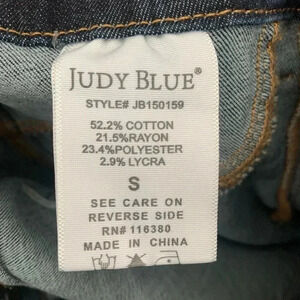 JUDY BLUE®
STYLE# JB150159
52.2% COTTON
21.5%RAYON
23.4%POLYESTER
2.9% LYCRA
S
SEE CARE ON
REVERSE SIDE
RN# 116380
MADE IN CHINA